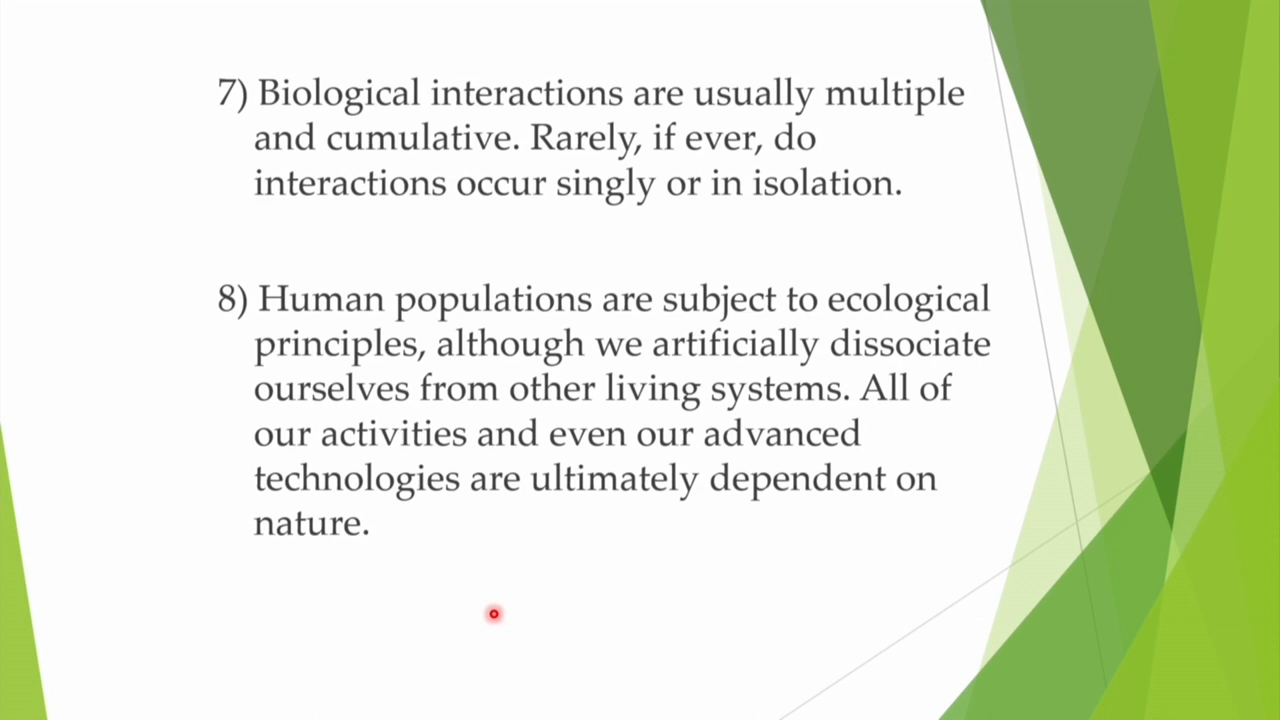 7) Biological interactions are usually multiple
and cumulative. Rarely, if ever, do
interactions occur singly or in isolation.
8) Human populations are subject to ecological
principles, although we artificially dissociate
ourselves from other living systems. All of
our activities and even our advanced
technologies are ultimately dependent on
nature.